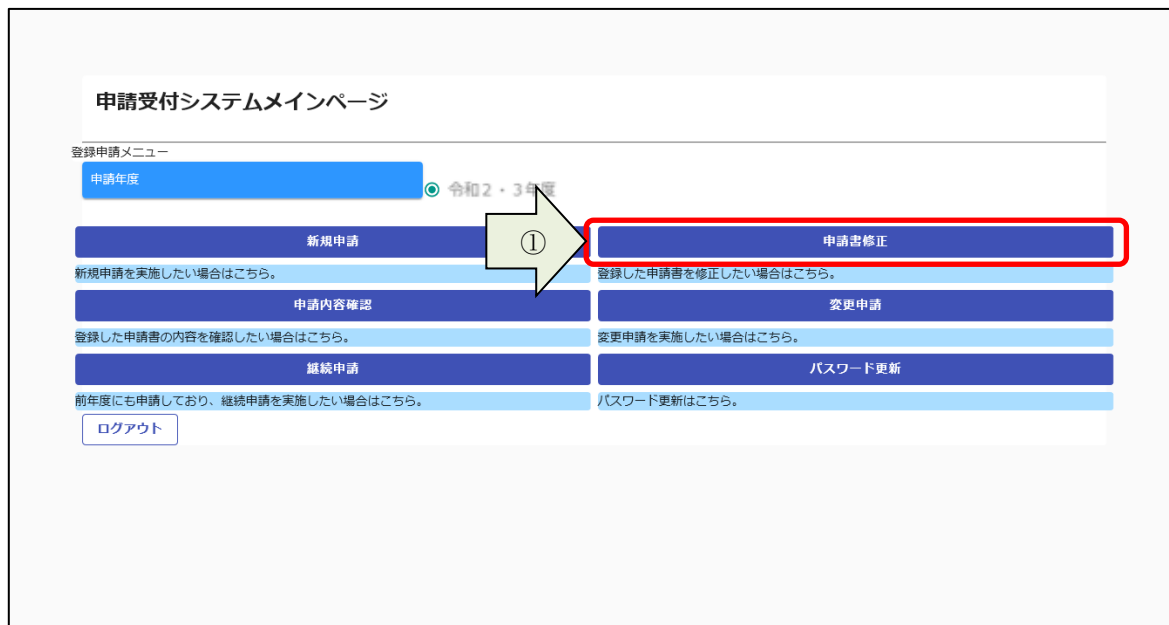 申請受付システムメインページ
登録申請メニュー
申請年度
令和2・3年度
新規申請
①
申請書修正
新規申請を実施したい場合はこちら。
登録した申請書を修正したい場合はこちら。
申請内容確認
変更申請
登録した申請書の内容を確認したい場合はこちら。
変更申請を実施したい場合はこちら。
継続申請
パスワード更新
前年度にも申請しており、継続申請を実施したい場合はこちら。
パスワード更新はこちら。
ログアウト